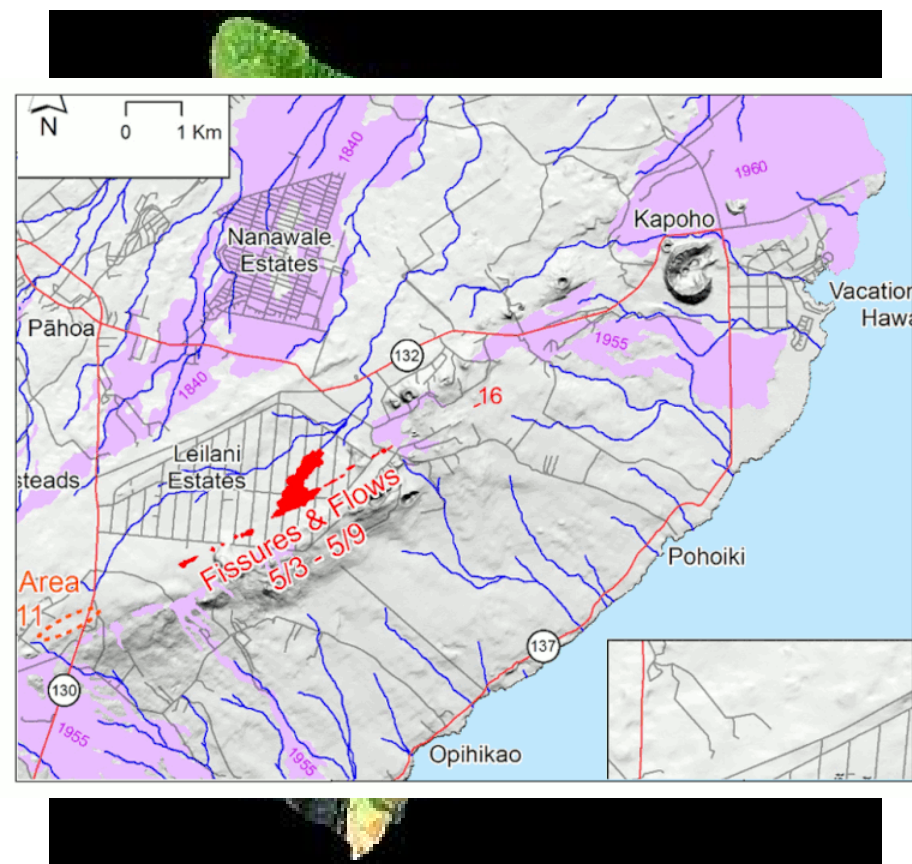 N
0 1 Km
1840
1960
Kapoho
Nanawale
Estates
Vacation
Hawa
Pāhoa
132
1955
1840
16
Leilani
Estates
steads
Fissures & Flows
5/3 - 5/9
Pohoiki
Area
11
137
130
1955
1955
Opihikao